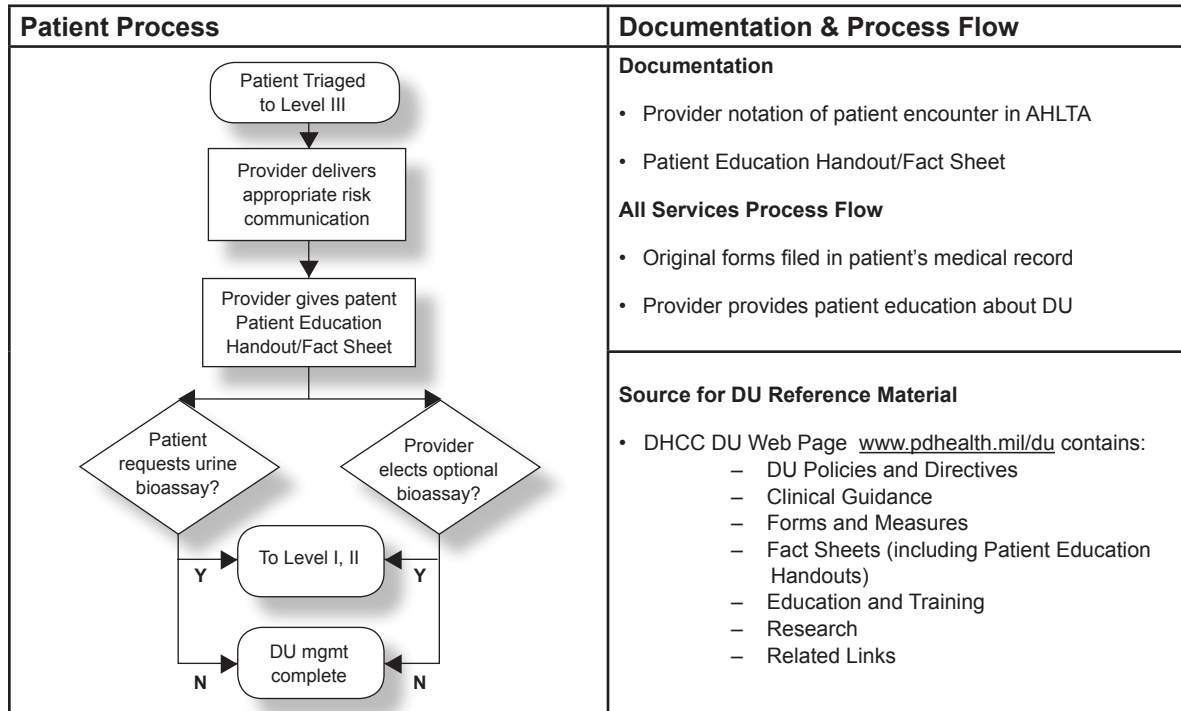 Patient Process
Patient Triaged
to Level III
Provider delivers
appropriate risk
communication
Provider gives patent
Patient Education
Handout/Fact Sheet
Patient
requests urine
bioassay?
Provider
elects optional
bioassay?
To Level I, II
Y
Y
DU mgmt
complete
N
N
Documentation & Process Flow
Documentation
• Provider notation of patient encounter in AHLTA
• Patient Education Handout/Fact Sheet
All Services Process Flow
• Original forms filed in patient's medical record
• Provider provides patient education about DU
Source for DU Reference Material
• DHCC DU Web Page www.pdhealth.mil/du contains:
– DU Policies and Directives
– Clinical Guidance
– Forms and Measures
– Fact Sheets (including Patient Education
Handouts)
– Education and Training
– Research
– Related Links